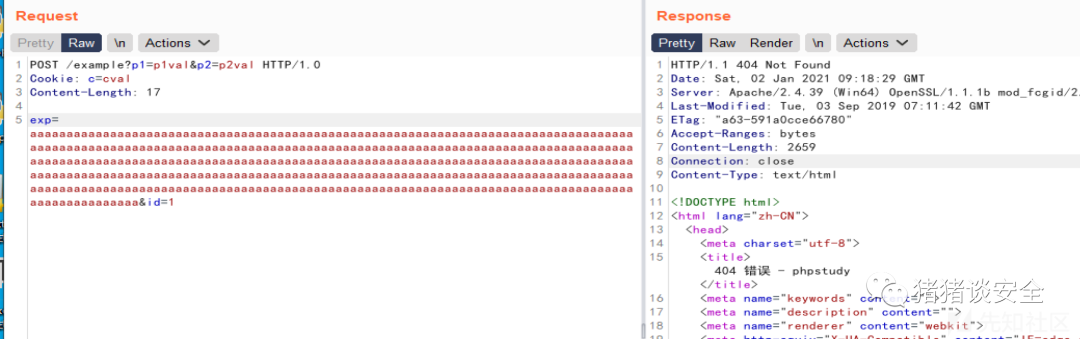 Request
Response
Pretty Raw \n Actions
Pretty Raw Render \n Actions
1 POST /example?p1=p1val&p2=p2val HTTP/1.0
2 Cookie: c=cval
3 Content-Length: 17
4
5 exp=
&id=1
1 HTTP/1.1 404 Not Found
2 Date: Sat, 02 Jan 2021 09:18:29 GMT
3 Server: Apache/2.4.39 (Win64) OpenSSL/1.1.1b mod_fcgid/2.
4 Last-Modified: Tue, 03 Sep 2019 07:11:42 GMT
5 ETag: "a63-591a0cce66780"
6 Accept-Ranges: bytes
7 Content-Length: 2659
8 Connection: close
9 Content-Type: text/html
10
11 <!DOCTYPE html>
12 <html lang="zh-CN">
13 <head>
14 <meta charset="utf-8">
15 <title>
404 错误 - phpstudy
</title>
16 <meta name="keywords" content="">
17 <meta name="description" content="">
18 <meta name="renderer" content="webkit">
猪猪谈安全
先知社区